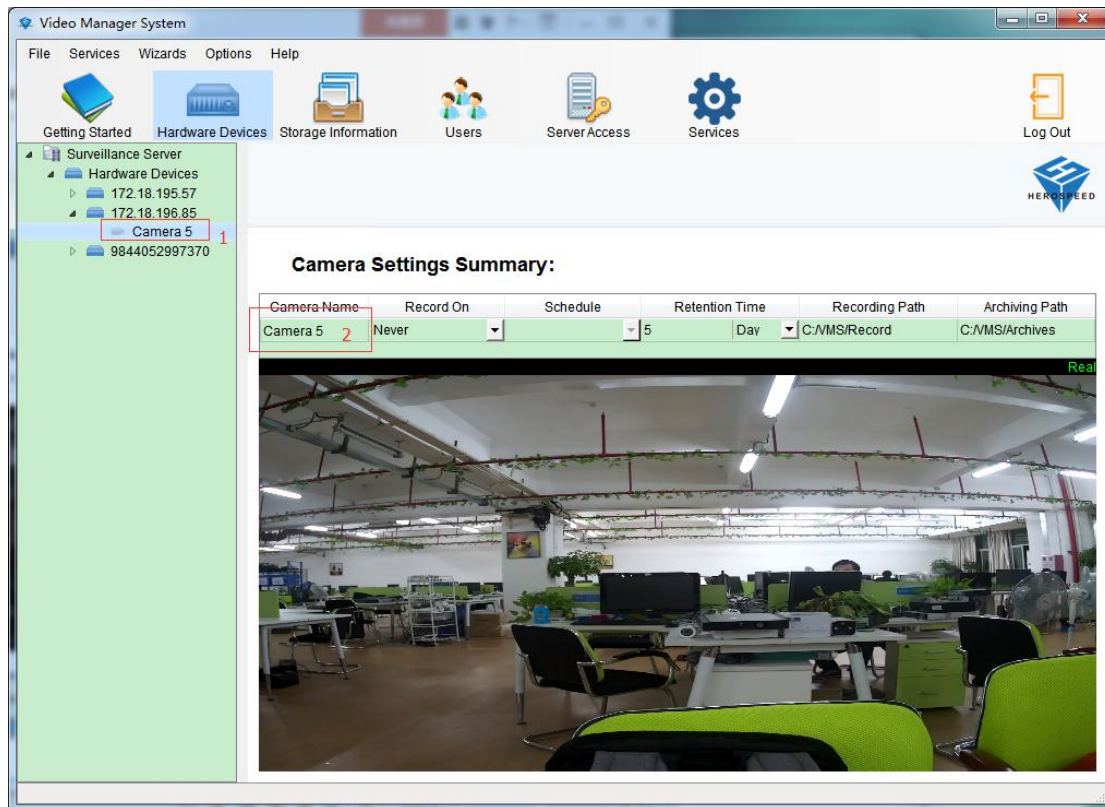 Video Manager System
File Services Wizards Options Help
Getting Started Hardware Devices Storage Information Users Server Access Services Log Out
Surveillance Server
Hardware Devices
172.18.195.57
172.18.196.85
Camera 5 1
9844052997370
HEROSPEED
Camera Settings Summary:
Camera Name Record On Schedule Retention Time Recording Path Archiving Path
Camera 5 2 Never 5 Day C:/VMS/Record C:/VMS/Archives
Real